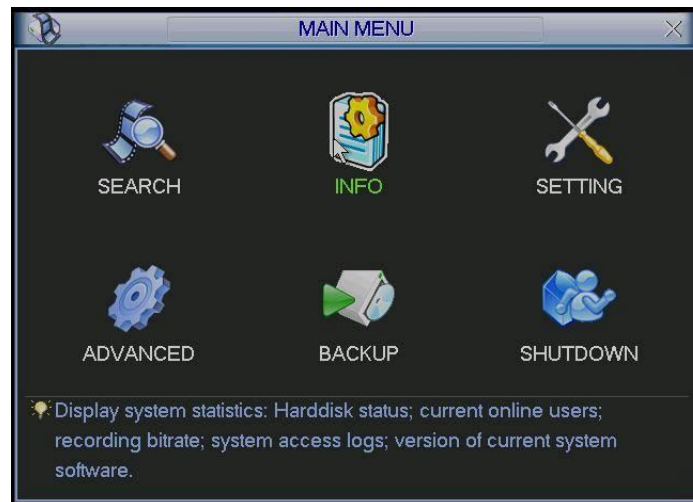 MAIN MENU
SEARCH
INFO
SETTING
ADVANCED
BACKUP
SHUTDOWN
Display system statistics: Harddisk status; current online users;
recording bitrate; system access logs; version of current system
software.